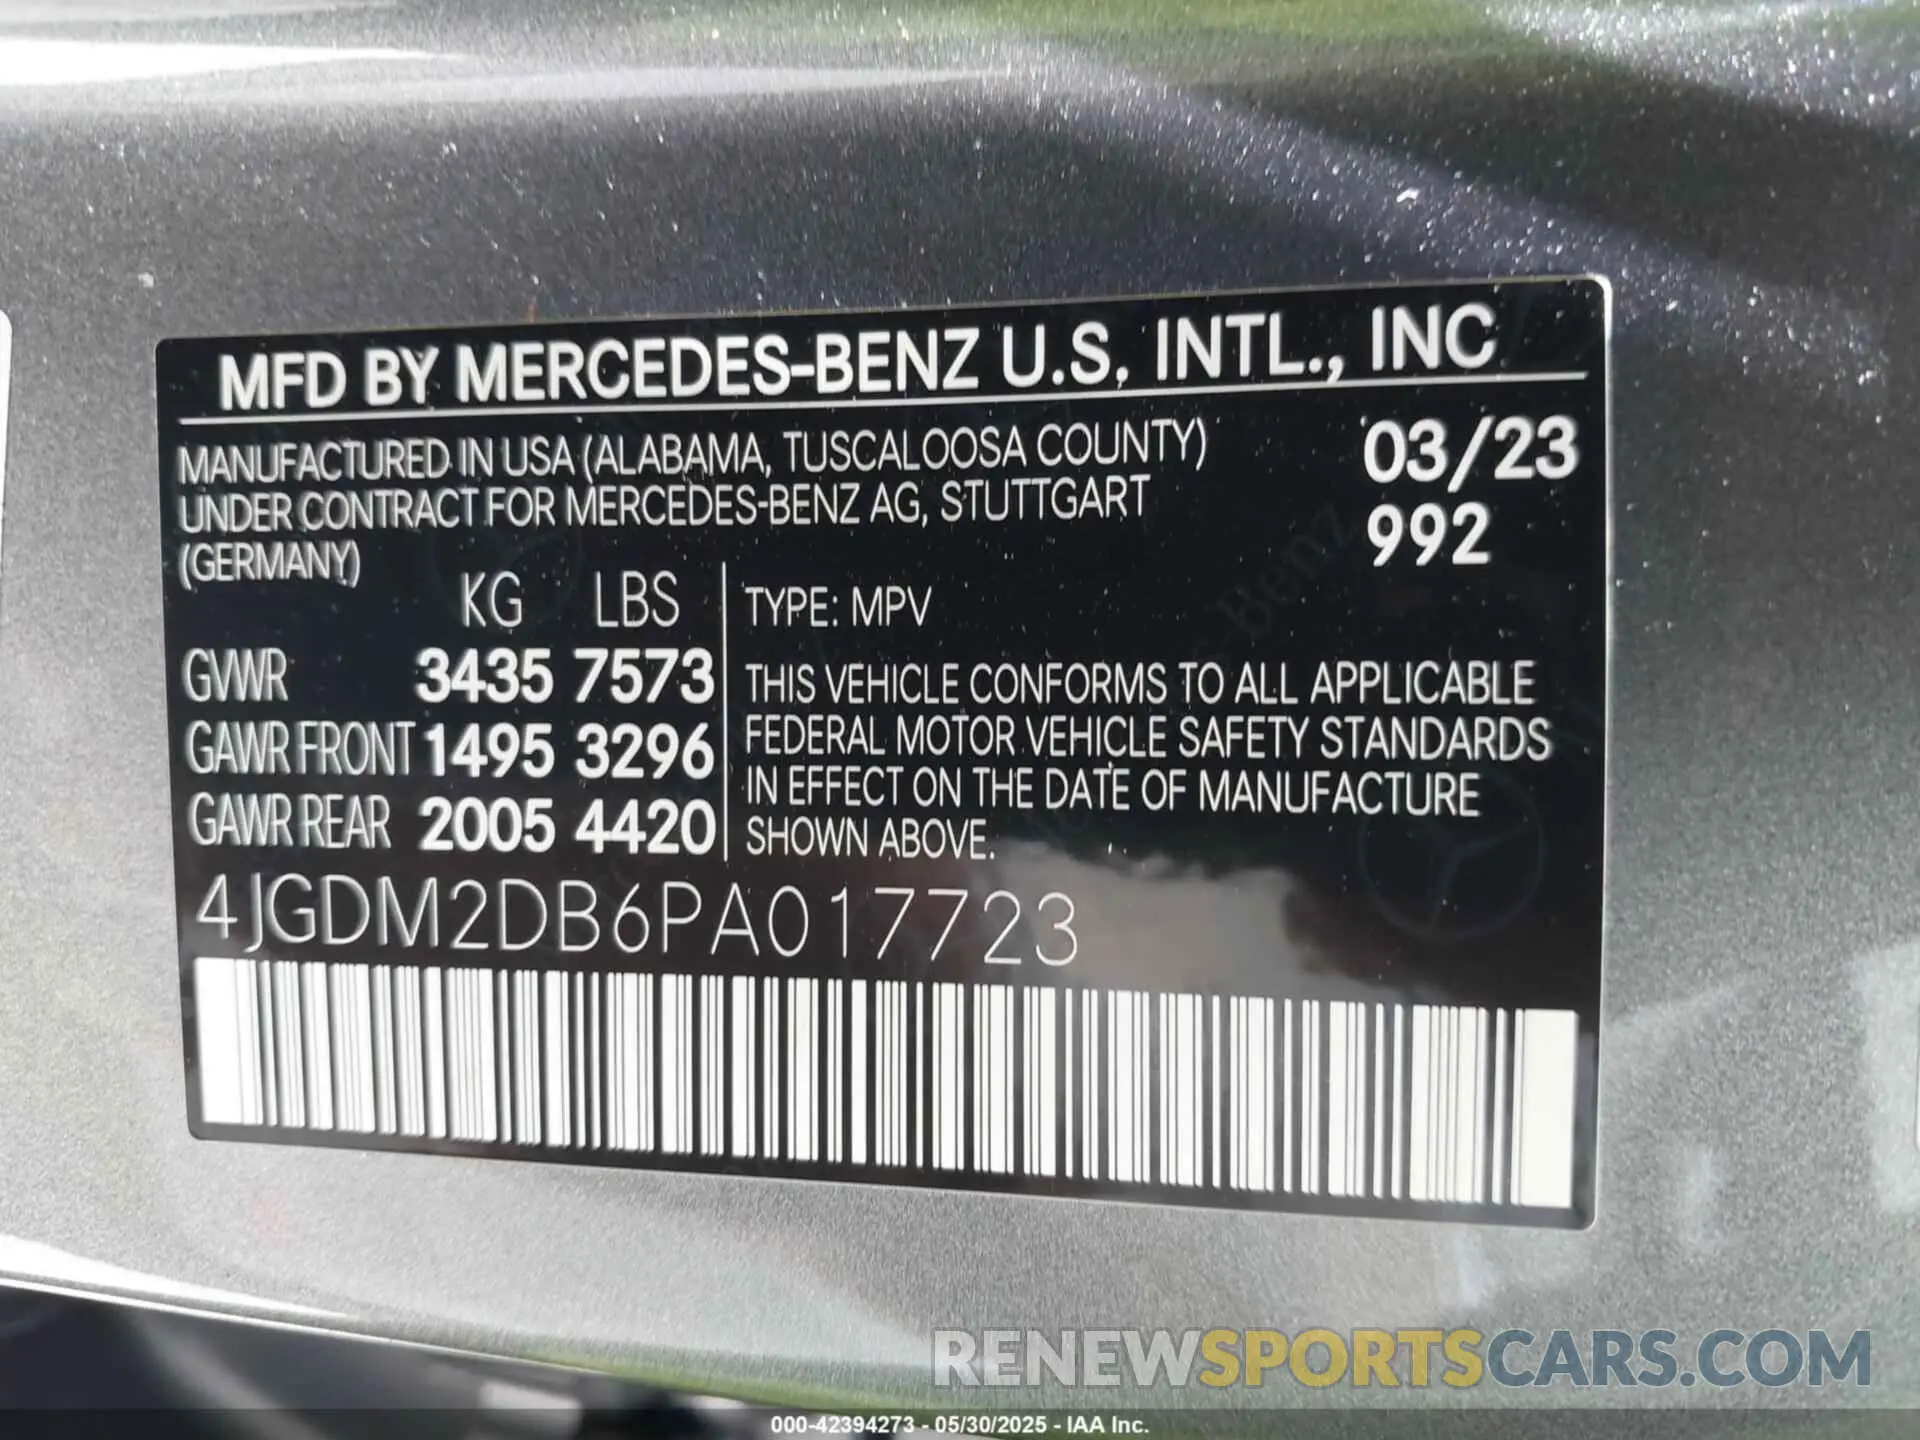 MFD BY MERCEDES-BENZ U.S. INTL., INC
MANUFACTURED IN USA (ALABAMA, TUSCALOOSA COUNTY) 03/23
UNDER CONTRACT FOR MERCEDES-BENZ AG, STUTTGART 992
(GERMANY)
KG LBS
GVWR 3435 7573
GAWR FRONT 1495 3296
GAWR REAR 2005 4420
TYPE: MPV
THIS VEHICLE CONFORMS TO ALL APPLICABLE
FEDERAL MOTOR VEHICLE SAFETY STANDARDS
IN EFFECT ON THE DATE OF MANUFACTURE
SHOWN ABOVE.
4JGDM2DB6PA017723
RENEWSPORTSCARS.COM
000-42394273 - 05/30/2025 - IAA Inc.